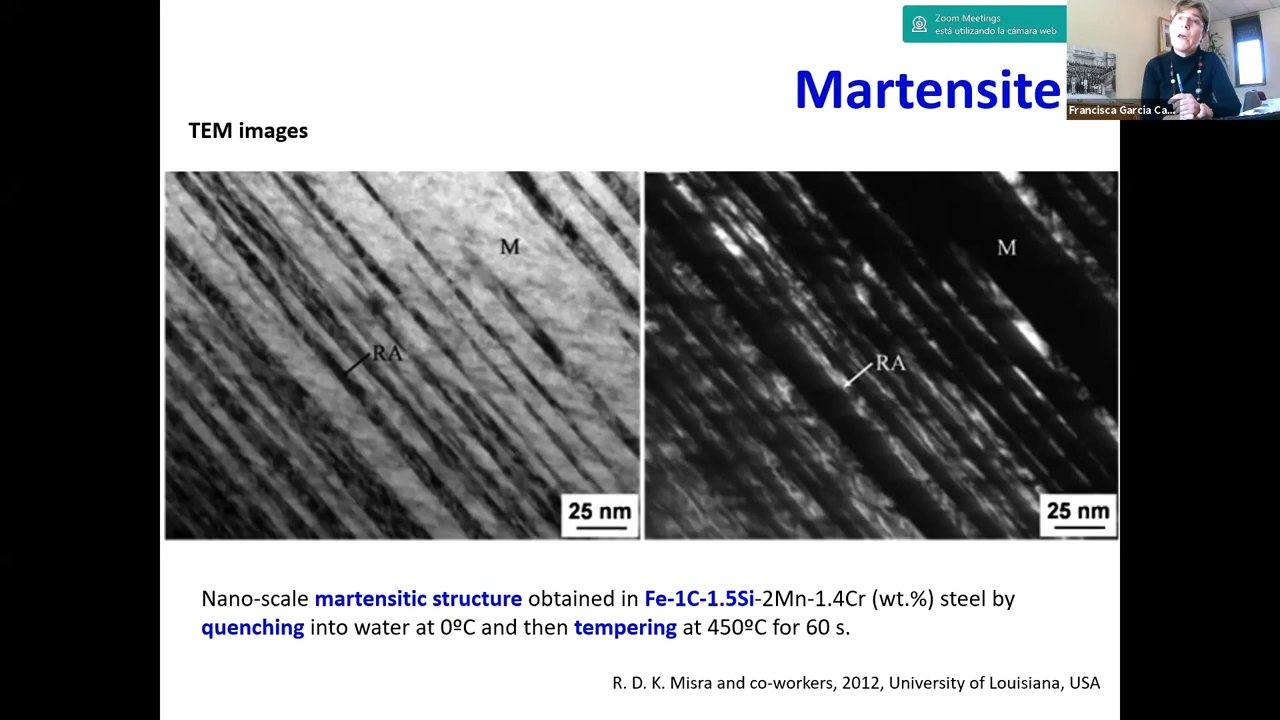 Zoom Meetings
está utilizando la cámara web
Martensite
Francisca Garcia Ca...
TEM images
M
RA
25 nm
M
RA
25 nm
Nano-scale martensitic structure obtained in Fe-1C-1.5Si-2Mn-1.4Cr (wt.%) steel by
quenching into water at 0ºC and then tempering at 450ºC for 60 s.
R. D. K. Misra and co-workers, 2012, University of Louisiana, USA